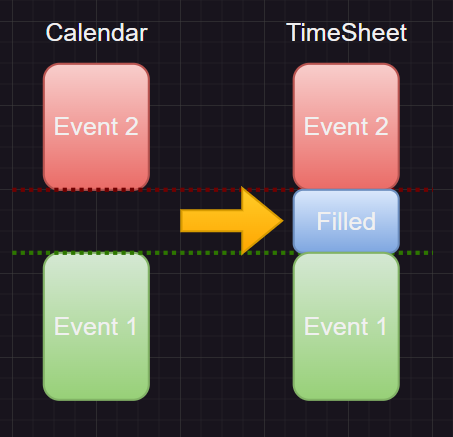 Calendar
TimeSheet
Event 2
Event 2
Filled
Event 1
Event 1